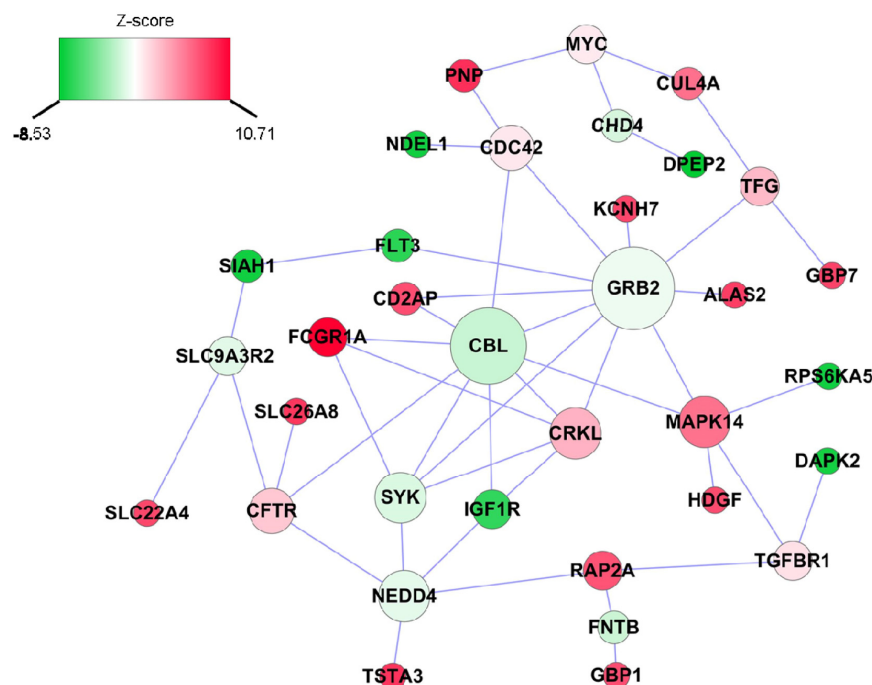 Z-score
-8.53 10.71
MYC
PNP
CUL4A
CHD4
NDEL1
CDC42
DPEP2
TFG
KCNH7
FLT3
SIAH1
GBP7
GRB2
CD2AP
ALAS2
FCGR1A
CBL
SLC9A3R2
RPS6KA5
SLC26A8
MAPK14
CRKL
DAPK2
SYK
HDGF
SLC22A4
CFTR
IGF1R
TGFBR1
RAP2A
NEDD4
FNTB
TSTA3
GBP1